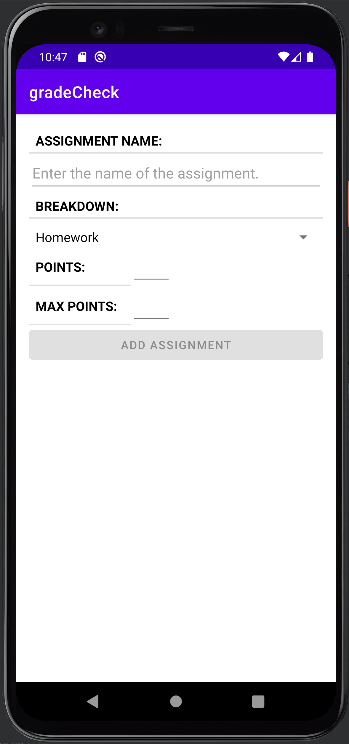 10:47
gradeCheck
ASSIGNMENT NAME:
Enter the name of the assignment.
BREAKDOWN:
Homework
POINTS:
MAX POINTS:
ADD ASSIGNMENT